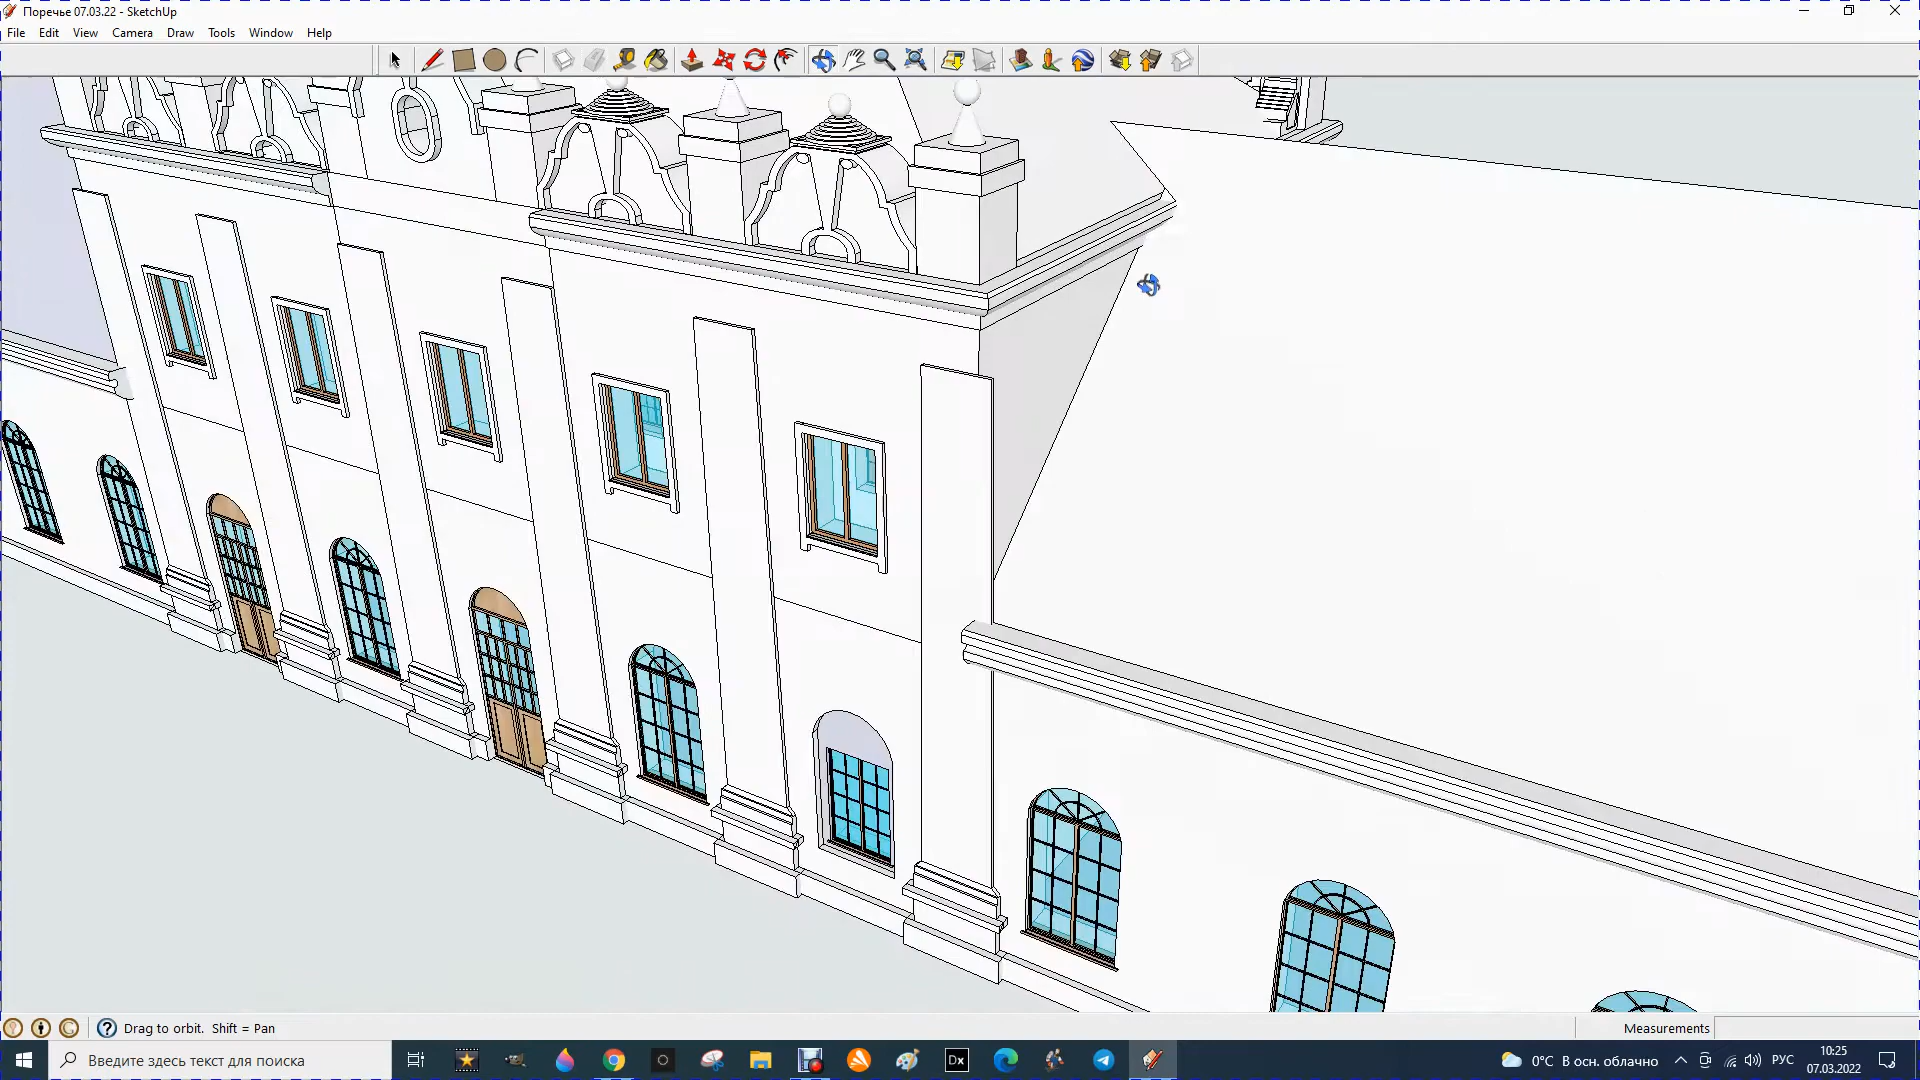 Поречье 07.03.22 - SketchUp
File Edit View Camera Draw Tools Window Help
Drag to orbit. Shift = Pan
Measurements
Введите здесь текст для поиска
Dx
0°C В осн. облачно
РУС
10:25
07.03.2022